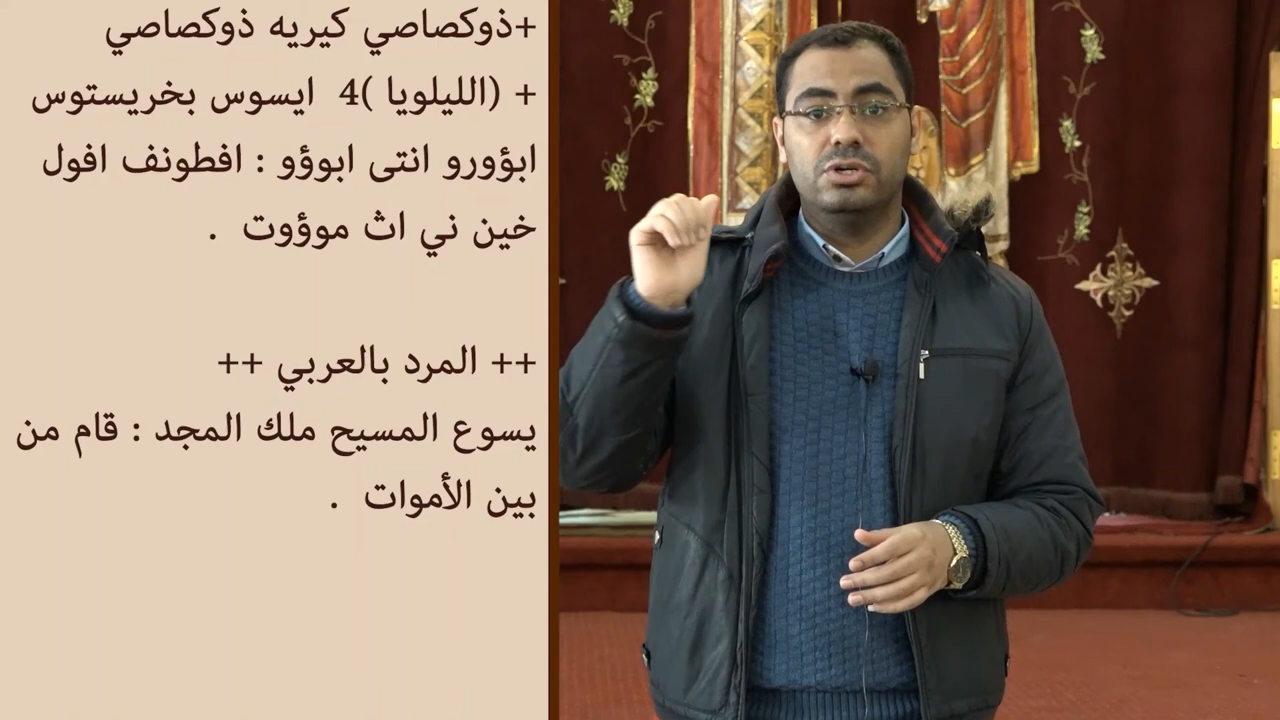 +ذوكصاصي كيريه ذوكصاصي
+ (الليلويا )4 ايسوس بخريستوس
ابؤورو انتى ابوؤو : افطونف افول
خين ني اث موؤوت .
++ المرد بالعربي ++
يسوع المسيح ملك المجد : قام من
بين الأموات .